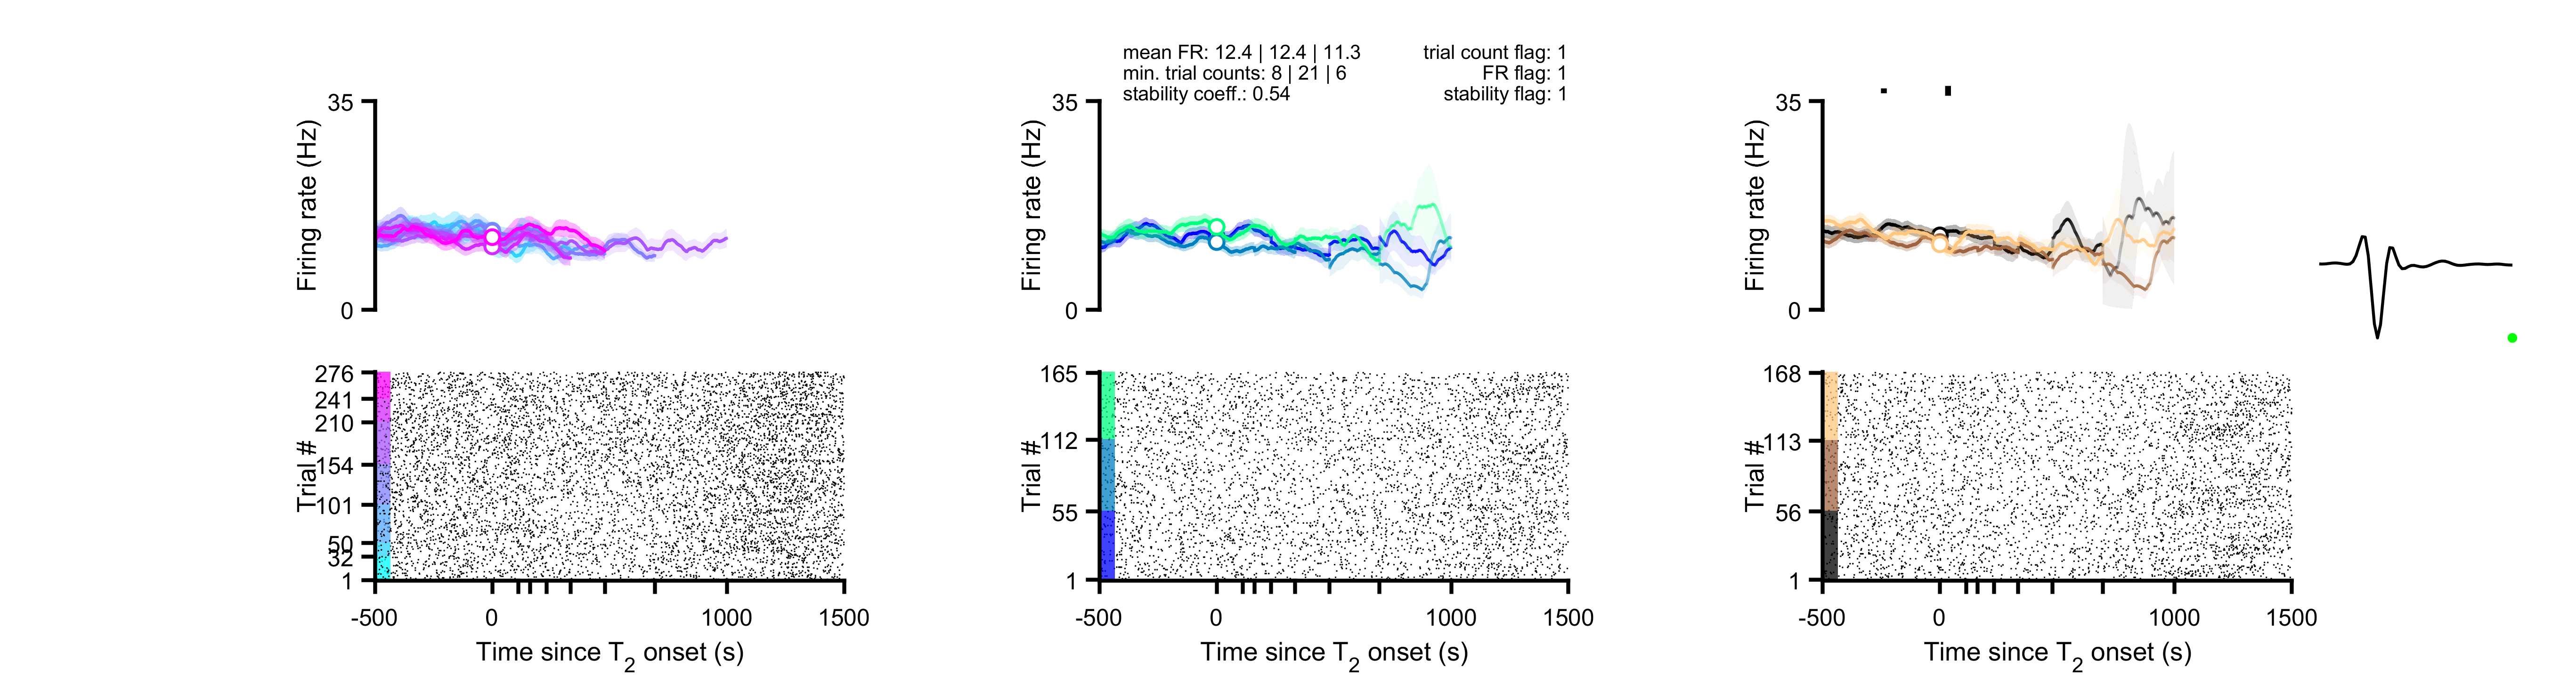 mean FR: 12.4 | 12.4 | 11.3
min. trial counts: 8 | 21 | 6
stability coeff.: 0.54
trial count flag: 1
FR flag: 1
stability flag: 1
35
Firing rate (Hz)
0
35
Firing rate (Hz)
0
35
Firing rate (Hz)
0
276
241
210
154
101
50
32
1
Trial #
-500
0
1000
1500
Time since T2 onset (s)
165
112
55
1
Trial #
-500
0
1000
1500
Time since T2 onset (s)
168
113
56
1
Trial #
-500
0
1000
1500
Time since T2 onset (s)